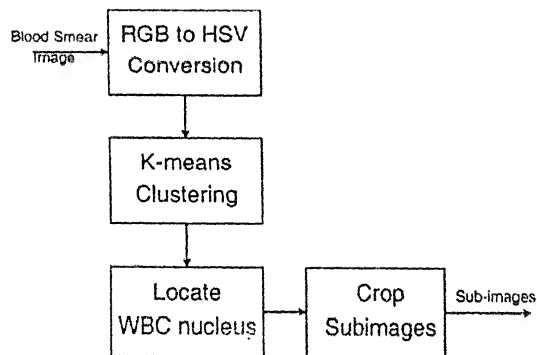 Blood Smear
Image
RGB to HSV
Conversion
K-means
Clustering
Locate
WBC nucleus
Crop
Subimages
Sub-images